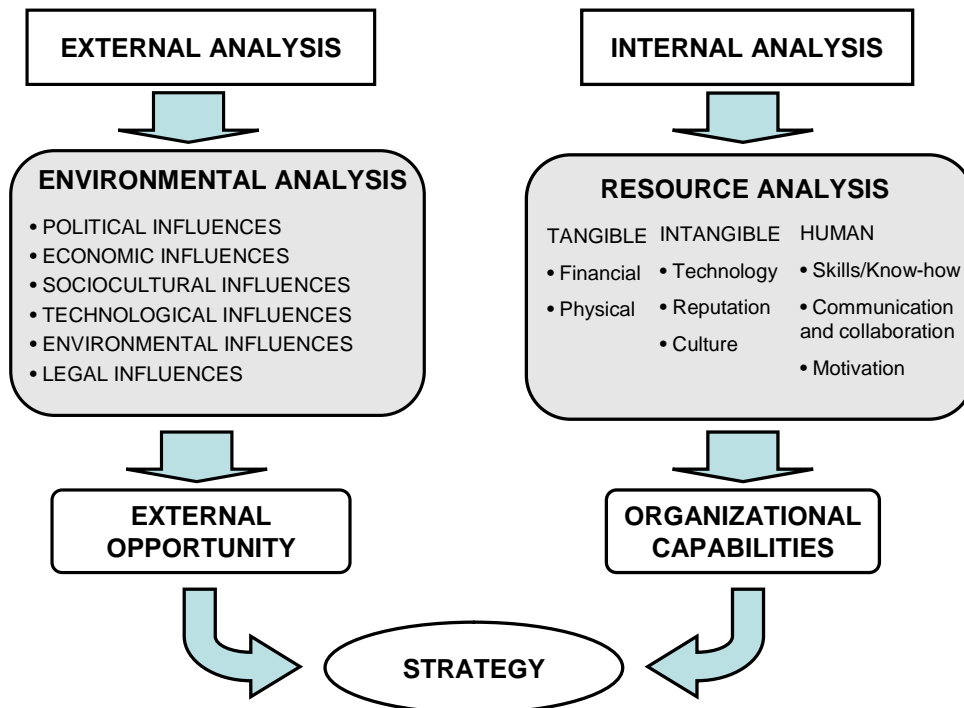 EXTERNAL ANALYSIS
ENVIRONMENTAL ANALYSIS
• POLITICAL INFLUENCES
• ECONOMIC INFLUENCES
• SOCIOCULTURAL INFLUENCES
• TECHNOLOGICAL INFLUENCES
• ENVIRONMENTAL INFLUENCES
• LEGAL INFLUENCES
EXTERNAL
OPPORTUNITY
INTERNAL ANALYSIS
RESOURCE ANALYSIS
TANGIBLE
• Financial
• Physical
INTANGIBLE
• Technology
• Reputation
• Culture
HUMAN
• Skills/Know-how
• Communication
and collaboration
• Motivation
ORGANIZATIONAL
CAPABILITIES
STRATEGY